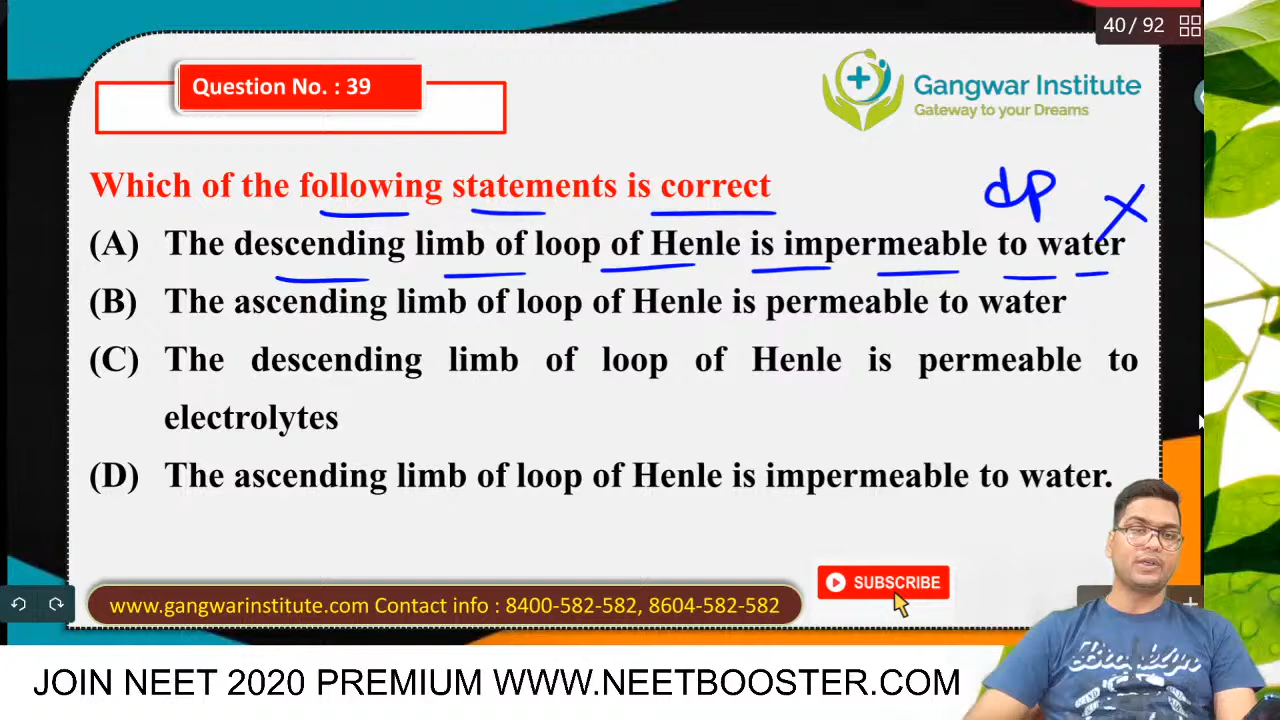 40 / 92
Question No. : 39
Gangwar Institute
Gateway to your Dreams
Which of the following statements is correct
dp
(A) The descending limb of loop of Henle is impermeable to water
(B) The ascending limb of loop of Henle is permeable to water
(C) The descending limb of loop of Henle is permeable to
electrolytes
(D) The ascending limb of loop of Henle is impermeable to water.
SUBSCRIBE
www.gangwarinstitute.com Contact info : 8400-582-582, 8604-582-582
JOIN NEET 2020 PREMIUM WWW.NEETBOOSTER.COM